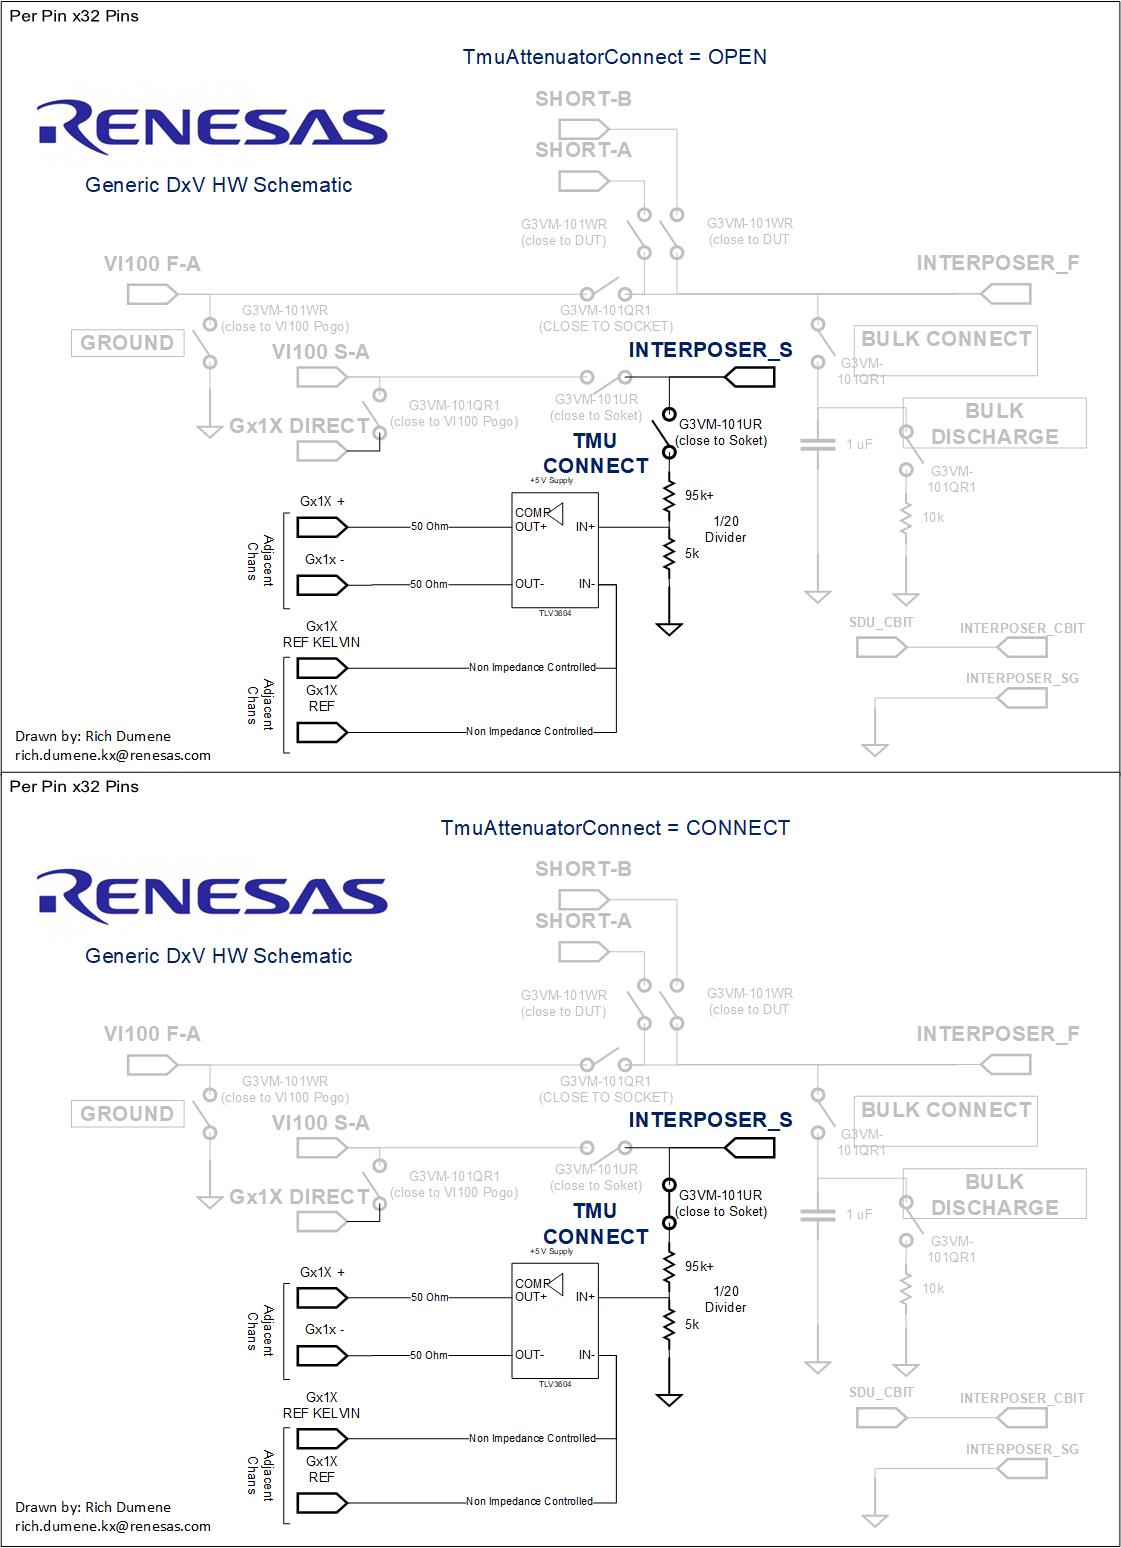 Per Pin x32 Pins
TmuAttenuatorConnect = OPEN
RENESAS
Generic DxV HW Schematic
SHORT-B
SHORT-A
G3VM-101WR
(close to DUT)
G3VM-101WR
(close to DUT
VI100 F-A
INTERPOSER_F
G3VM-101WR
(close to VI100 Pogo)
G3VM-101QR1
(CLOSE TO SOCKET)
GROUND
BULK CONNECT
VI100 S-A
INTERPOSER_S
G3VM-
101QR1
G3VM-101QR1
(close to VI100 Pogo)
G3VM-101UR
(close to Soket)
Gx1X DIRECT
G3VM-101UR
(close to Soket)
BULK
DISCHARGE
TMU
CONNECT
1 uF
G3VM-
101QR1
+5 V Supply
95k+
Gx1X +
COMP
OUT+
IN+
50 Ohm
1/20
Divider
10k
Adjacent
Chans
Gx1x -
5k
50 Ohm
OUT-
IN-
TLV3604
Gx1X
REF KELVIN
SDU_CBIT
INTERPOSER_CBIT
Non Impedance Controlled
INTERPOSER_SG
Adjacent
Chans
Gx1X
REF
Non Impedance Controlled
Drawn by: Rich Dumene
rich.dumene.kx@renesas.com
Per Pin x32 Pins
TmuAttenuatorConnect = CONNECT
RENESAS
Generic DxV HW Schematic
SHORT-B
SHORT-A
G3VM-101WR
(close to DUT)
G3VM-101WR
(close to DUT
VI100 F-A
INTERPOSER_F
G3VM-101WR
(close to VI100 Pogo)
G3VM-101QR1
(CLOSE TO SOCKET)
GROUND
BULK CONNECT
VI100 S-A
INTERPOSER_S
G3VM-
101QR1
G3VM-101QR1
(close to VI100 Pogo)
G3VM-101UR
(close to Soket)
Gx1X DIRECT
G3VM-101UR
(close to Soket)
BULK
DISCHARGE
TMU
CONNECT
1 uF
G3VM-
101QR1
+5 V Supply
95k+
Gx1X +
COMP
OUT+
IN+
50 Ohm
1/20
Divider
10k
Adjacent
Chans
Gx1x -
5k
50 Ohm
OUT-
IN-
TLV3604
Gx1X
REF KELVIN
SDU_CBIT
INTERPOSER_CBIT
Non Impedance Controlled
INTERPOSER_SG
Adjacent
Chans
Gx1X
REF
Non Impedance Controlled
Drawn by: Rich Dumene
rich.dumene.kx@renesas.com